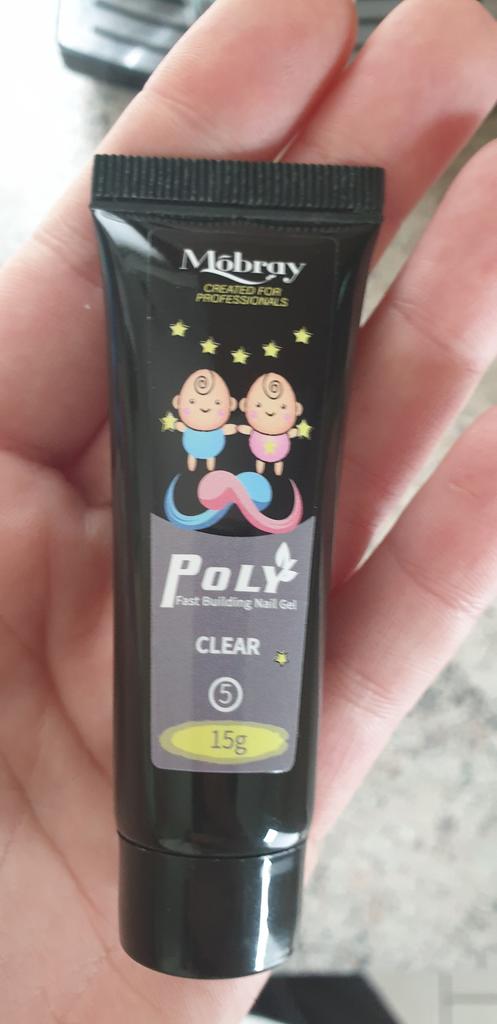 Mobray
CREATED FOR
PROFESSIONALS
POLY
Fast Building Nail Gel
CLEAR
5
15g